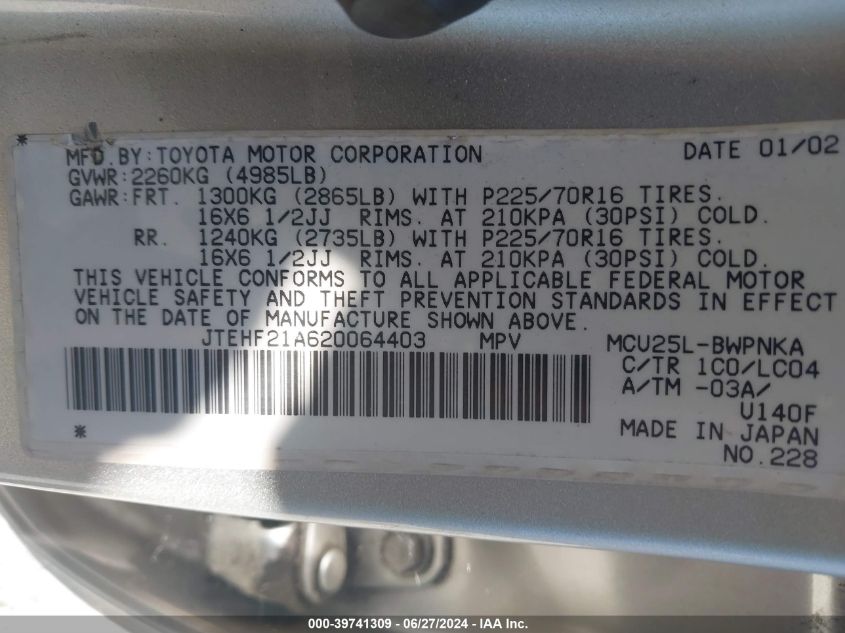 MFD.BY:TOYOTA MOTOR CORPORATION DATE 01/02
GVWR:2260KG (4985LB)
GAWR:FRT. 1300KG (2865LB) WITH P225/70R16 TIRES.
16X6 1/2JJ RIMS. AT 210KPA (30PSI) COLD.
RR. 1240KG (2735LB) WITH P225/70R16 TIRES.
16X6 1/2JJ RIMS. AT 210KPA (30PSI) COLD.
THIS VEHICLE CONFORMS TO ALL APPLICABLE FEDERAL MOTOR
VEHICLE SAFETY AND THEFT PREVENTION STANDARDS IN EFFECT
ON THE DATE OF MANUFACTURE SHOWN ABOVE.
JTEHF21A620064403 MPV MCU25L-BWPNKA
C/TR 1C0/LC04
A/TM -03A/
U140F
MADE IN JAPAN
NO.228
000-39741309 - 06/27/2024 - IAA Inc.